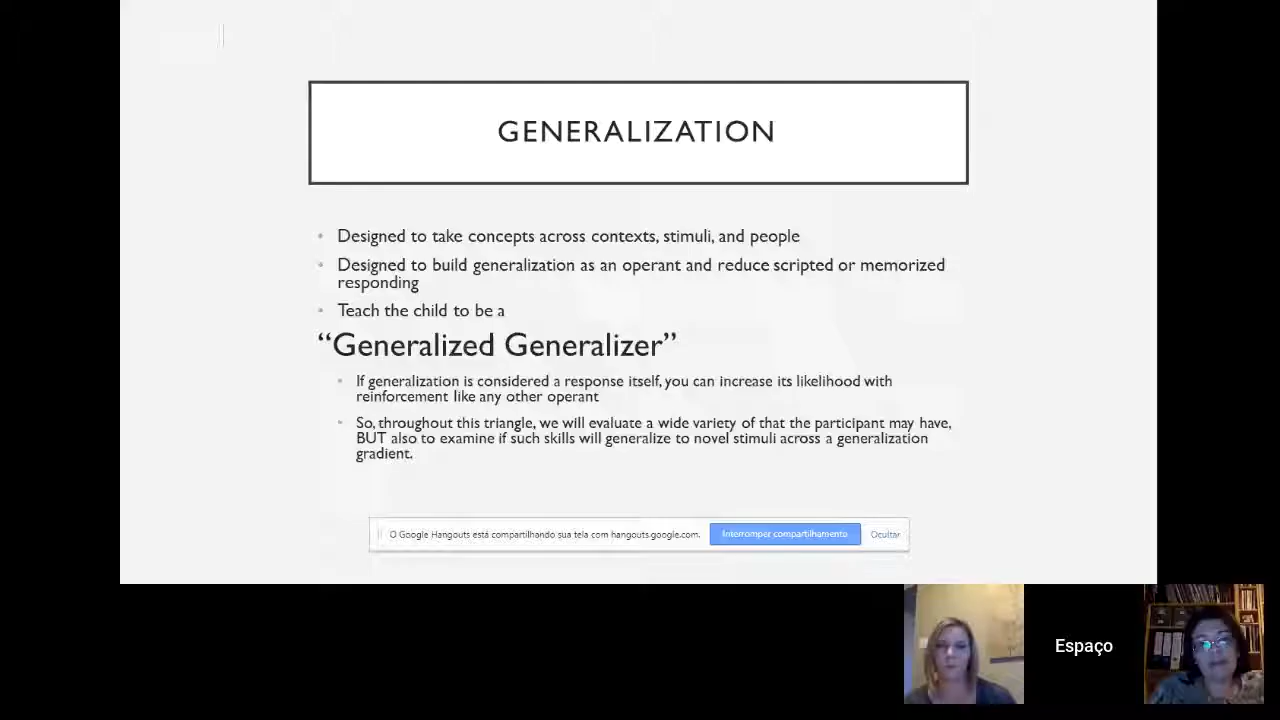 GENERALIZATION
Designed to take concepts across contexts, stimuli, and people
Designed to build generalization as an operant and reduce scripted or memorized
responding
Teach the child to be a
“Generalized Generalizer”
If generalization is considered a response itself, you can increase its likelihood with
reinforcement like any other operant
So, throughout this triangle, we will evaluate a wide variety of that the participant may have,
BUT also to examine if such skills will generalize to novel stimuli across a generalization
gradient.
O Google Hangouts está compartilhando sua tela com hangouts.google.com. Interromper compartilhamento Ocultar
Espaço